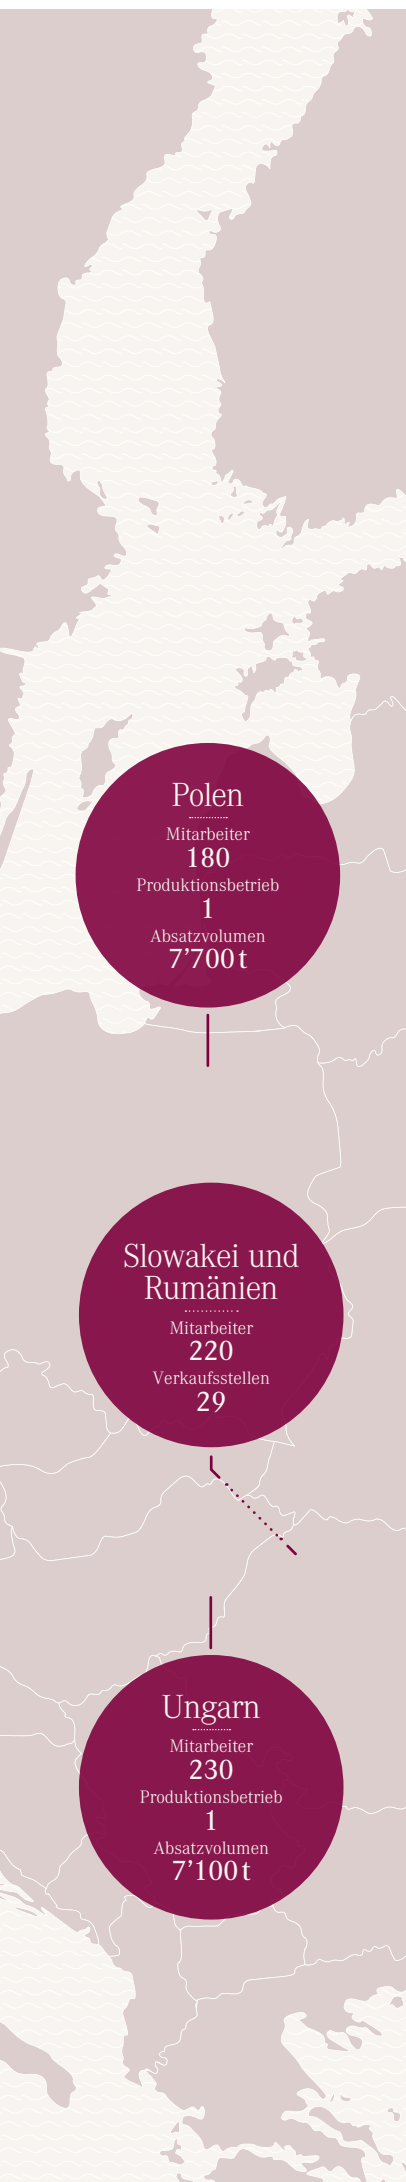 Polen
Mitarbeiter
180
Produktionsbetrieb
1
Absatzvolumen
7’700 t
Slowakei und
Rumänien
Mitarbeiter
220
Verkaufsstellen
29
Ungarn
Mitarbeiter
230
Produktionsbetrieb
1
Absatzvolumen
7’100 t